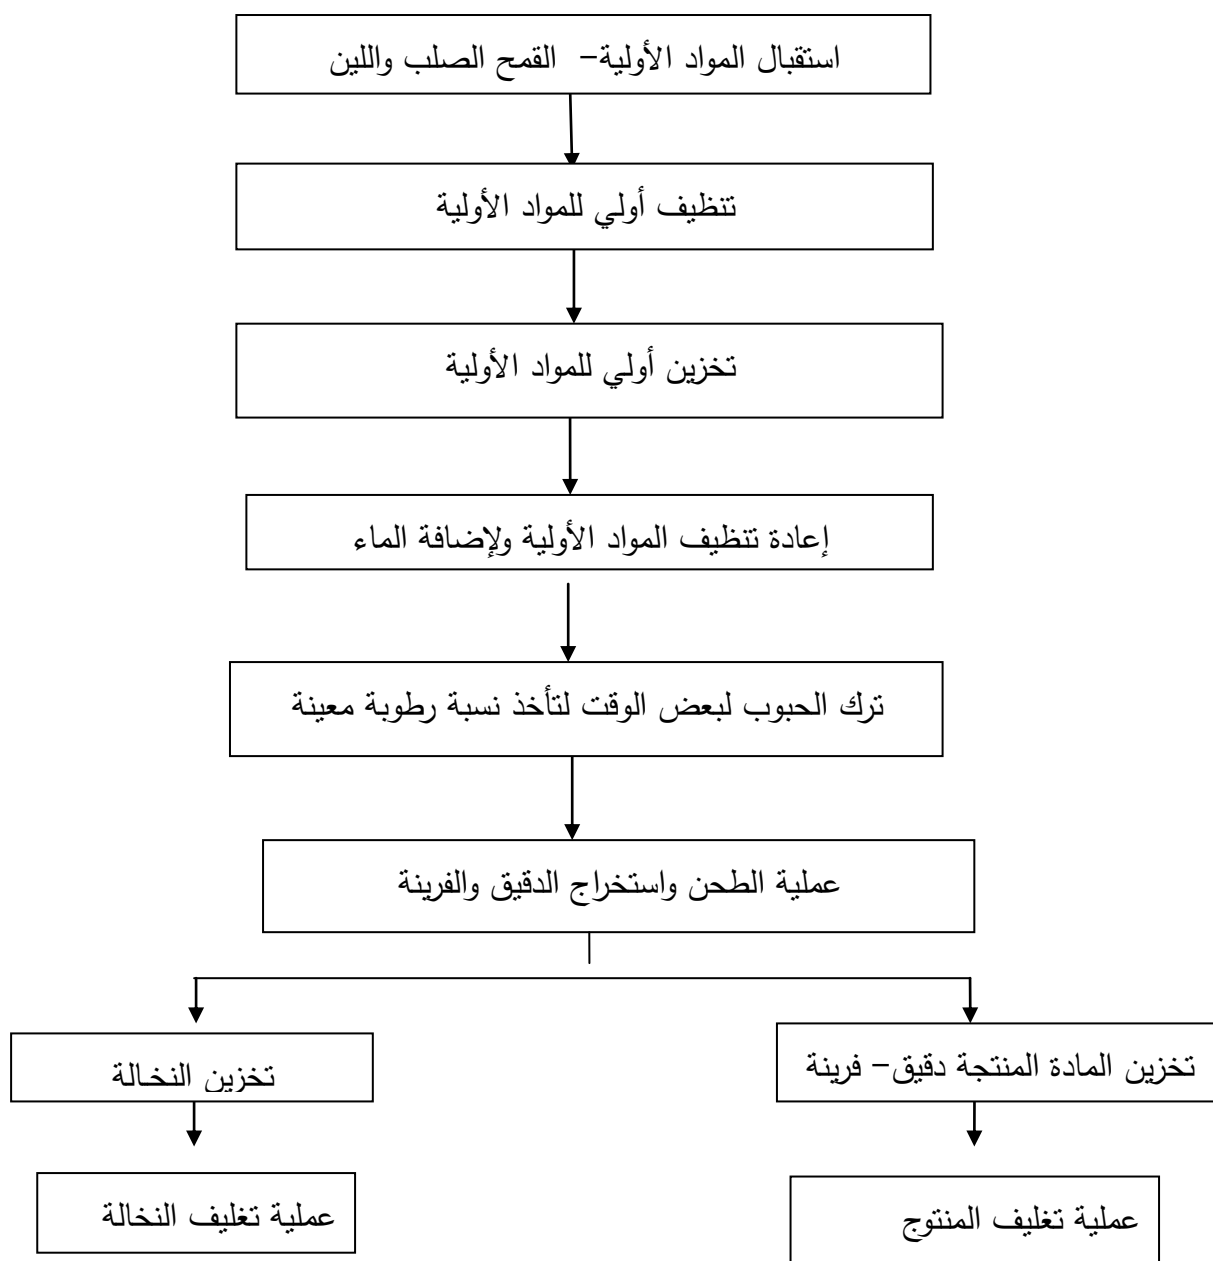 استقبال المواد الأولية– القمح الصلب واللين
تنظيف أولي للمواد الأولية
تخزين أولي للمواد الأولية
إعادة تنظيف المواد الأولية ولإضافة الماء
ترك الحبوب لبعض الوقت لتأخذ نسبة رطوبة معينة
عملية الطحن واستخراج الدقيق والفرينة
تخزين المادة المنتجة دقيق– فرينة
تخزين النخالة
عملية تغليف المنتوج
عملية تغليف النخالة